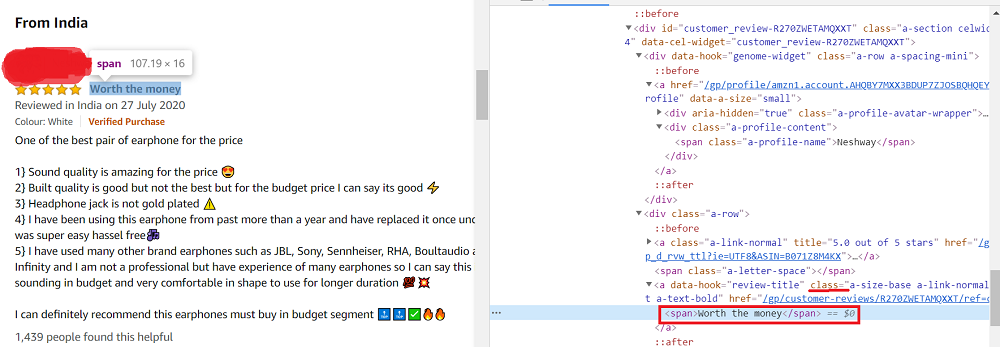 From India
span 107.19 × 16
Worth the money
Reviewed in India on 27 July 2020
Colour: White Verified Purchase
One of the best pair of earphone for the price
1} Sound quality is amazing for the price 😍
2} Built quality is good but not the best but for the budget price I can say its good ⚡
3} Headphone jack is not gold plated ⚠
4} I have been using this earphone from past more than a year and have replaced it once und
was super easy hassel free
5} I have used many other brand earphones such as JBL, Sony, Sennheiser, RHA, Boultaudio a
Infinity and I am not a professional but have experience of many earphones so I can say this
sounding in budget and very comfortable in shape to use for longer duration 💯 💥
I can definitely recommend this earphones must buy in budget segment ✅🔥🔥
1,439 people found this helpful
::before
<div id="customer_review-R270ZWETAMQXXT" class="a-section celwid
4" data-cel-widget="customer_review-R270ZWETAMQXXT">
<div data-hook="genome-widget" class="a-row a-spacing-mini">
::before
<a href="/gp/profile/amzn1.account.AHQBY7MXX3BDUP7ZJOSBQHQEY
rofile" data-a-size="small">
<div aria-hidden="true" class="a-profile-avatar-wrapper">…
<div class="a-profile-content">
<span class="a-profile-name">Neshway</span>
</div>
</a>
::after
</div>
<div class="a-row">
::before
<a class="a-link-normal" title="5.0 out of 5 stars" href="/g
p_d_rvw_ttl?ie=UTF8&ASIN=B071Z8M4KX">…</a>
<span class="a-letter-space"></span>
<a data-hook="review-title" class="a-size-base a-link-normal
t a-text-bold" href="/gp/customer-reviews/R270ZWETAMQXXT/ref=c
… <span>Worth the money</span> == $0
</a>
::after